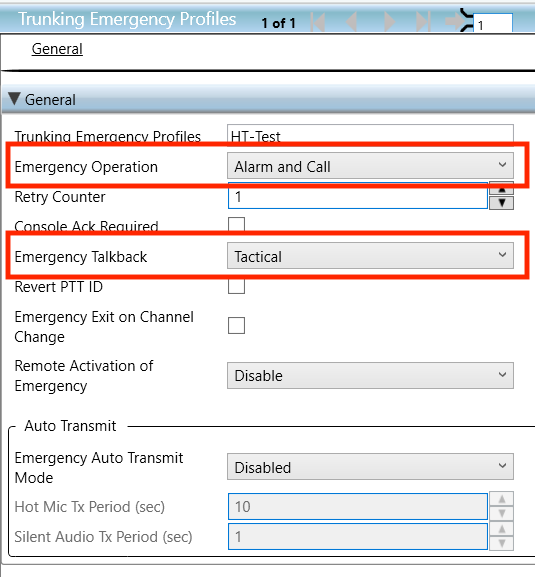 Trunking Emergency Profiles 1 of 1 1
General
General
Trunking Emergency Profiles HT-Test
Emergency Operation Alarm and Call
Retry Counter 1
Console Ack Required
Emergency Talkback Tactical
Revert PTT ID
Emergency Exit on Channel
Change
Remote Activation of
Emergency Disable
Auto Transmit
Emergency Auto Transmit
Mode Disabled
Hot Mic Tx Period (sec) 10
Silent Audio Tx Period (sec) 1